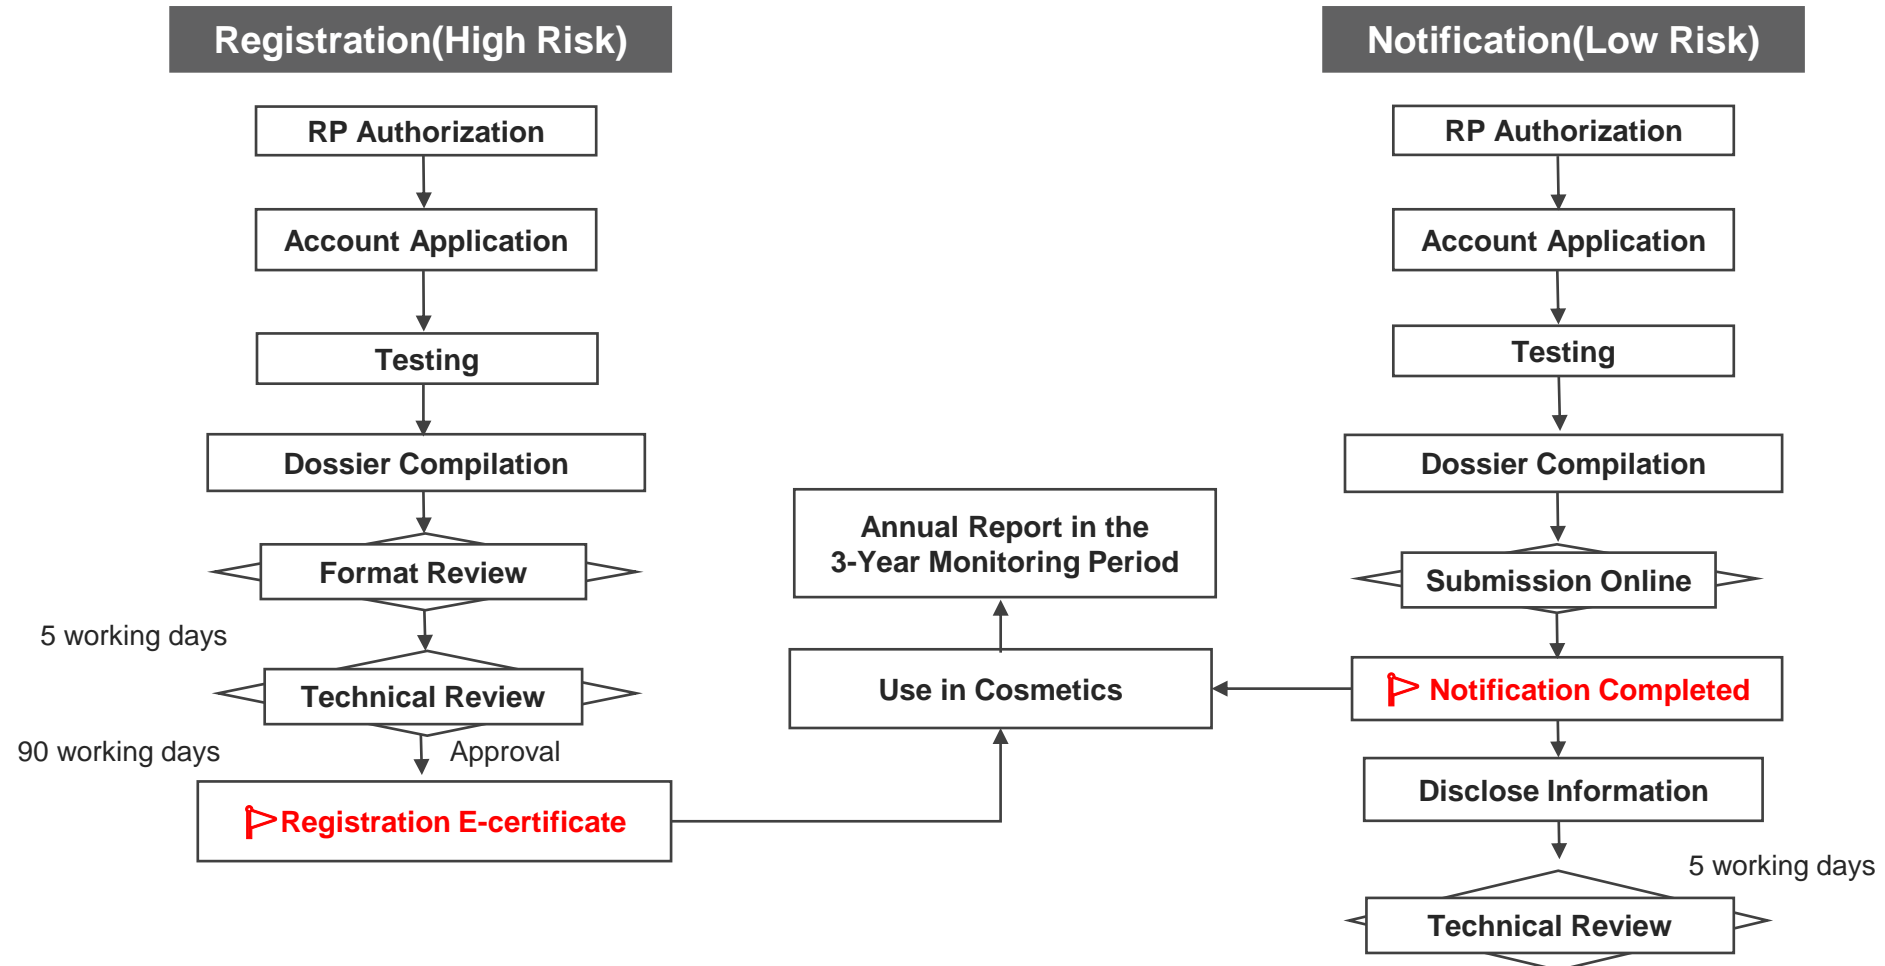 Registration(High Risk)
RP Authorization
Account Application
Testing
Dossier Compilation
Format Review
5 working days
Technical Review
90 working days
Approval
Registration E-certificate
Annual Report in the
3-Year Monitoring Period
Use in Cosmetics
Notification(Low Risk)
RP Authorization
Account Application
Testing
Dossier Compilation
Submission Online
Notification Completed
Disclose Information
5 working days
Technical Review